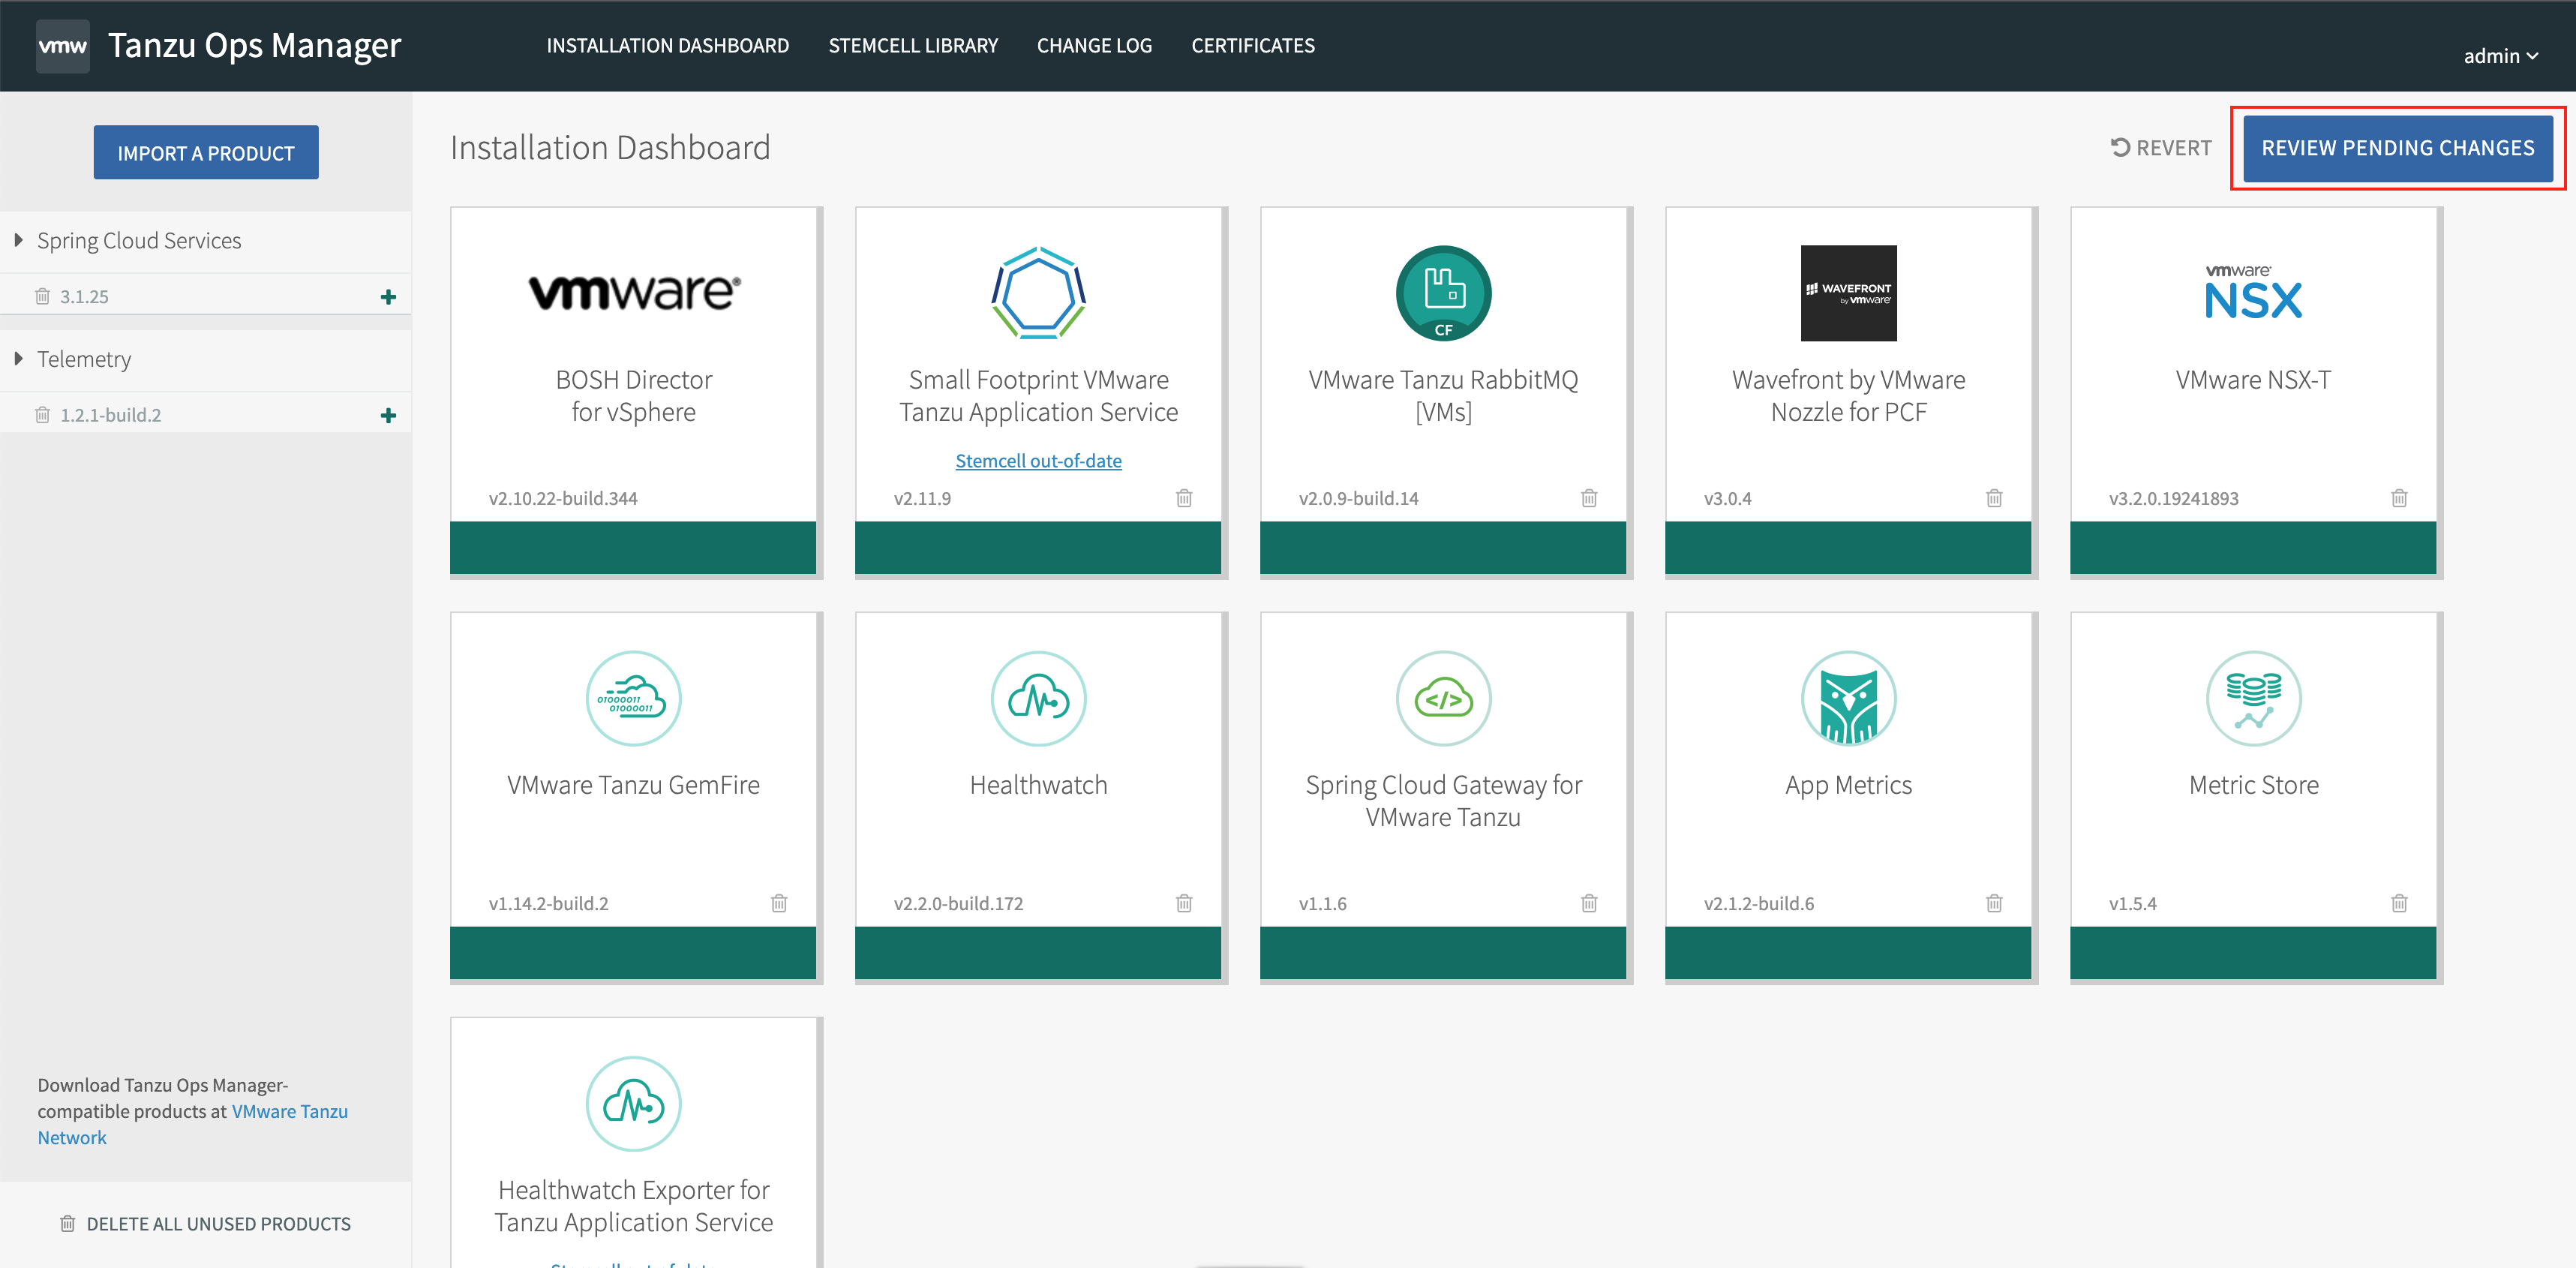 vmw Tanzu Ops Manager
INSTALLATION DASHBOARD
STEMCELL LIBRARY
CHANGE LOG
CERTIFICATES
admin
IMPORT A PRODUCT
Spring Cloud Services
3.1.25
Telemetry
1.2.1-build.2
Download Tanzu Ops Manager-
compatible products at VMware Tanzu
Network
DELETE ALL UNUSED PRODUCTS
Installation Dashboard
REVERT
REVIEW PENDING CHANGES
vmware®
BOSH Director
for vSphere
v2.10.22-build.344
Small Footprint VMware
Tanzu Application Service
Stemcell out-of-date
v2.11.9
CF
VMware Tanzu RabbitMQ
[VMs]
v2.0.9-build.14
WAVEFRONT
by vmware
Wavefront by VMware
Nozzle for PCF
v3.0.4
vmware
NSX
VMware NSX-T
v3.2.0.19241893
01000011
01000011
VMware Tanzu GemFire
v1.14.2-build.2
Healthwatch
v2.2.0-build.172
</>
Spring Cloud Gateway for
VMware Tanzu
v1.1.6
App Metrics
v2.1.2-build.6
Metric Store
v1.5.4
Healthwatch Exporter for
Tanzu Application Service